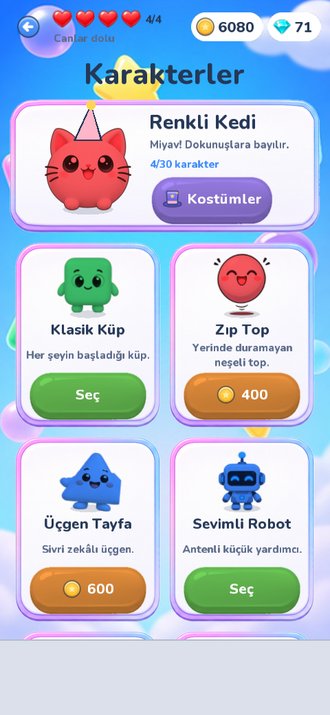 4/4
Canlar dolu
6080
71
Karakterler
Renkli Kedi
Miyav! Dokunuşlara bayılır.
4/30 karakter
Kostümler
Klasik Küp
Her şeyin başladığı küp.
Seç
Zıp Top
Yerinde duramayan
neşeli top.
400
Üçgen Tayfa
Sivri zekâlı üçgen.
600
Sevimli Robot
Antenli küçük yardımcı.
Seç